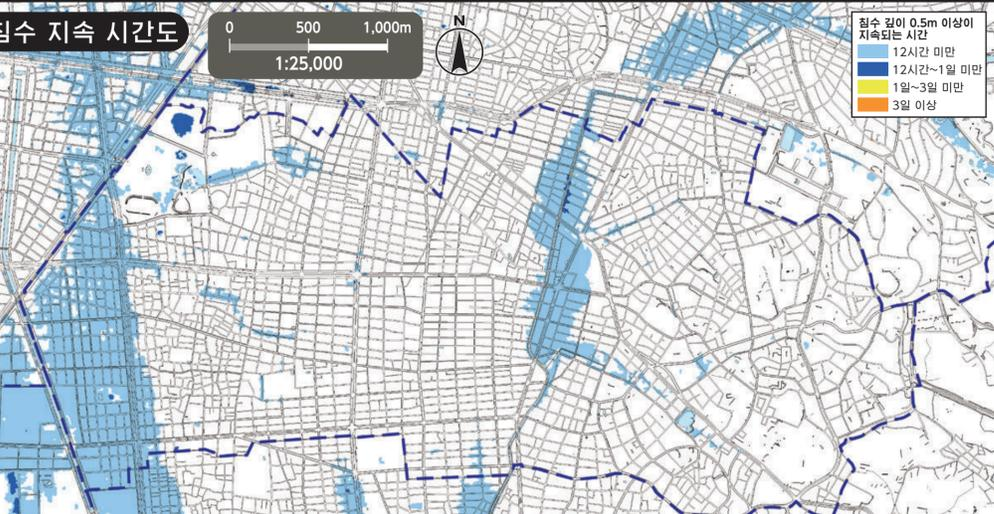 침수 지속 시간도
0 500 1,000m
1:25,000
N
침수 깊이 0.5m 이상이
지속되는 시간
12시간 미만
12시간~1일 미만
1일~3일 미만
3일 이상